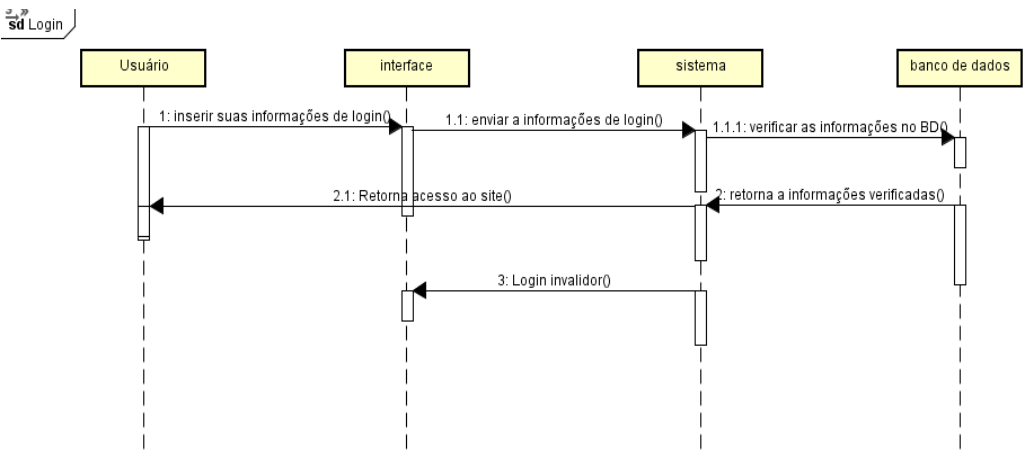 sd Login
Usuário
interface
sistema
banco de dados
1: inserir suas informações de login()
1.1: enviar a informações de login()
1.1.1: verificar as informações no BD()
2.1: Retorna acesso ao site()
2: retorna a informações verificadas()
3: Login invalidor()